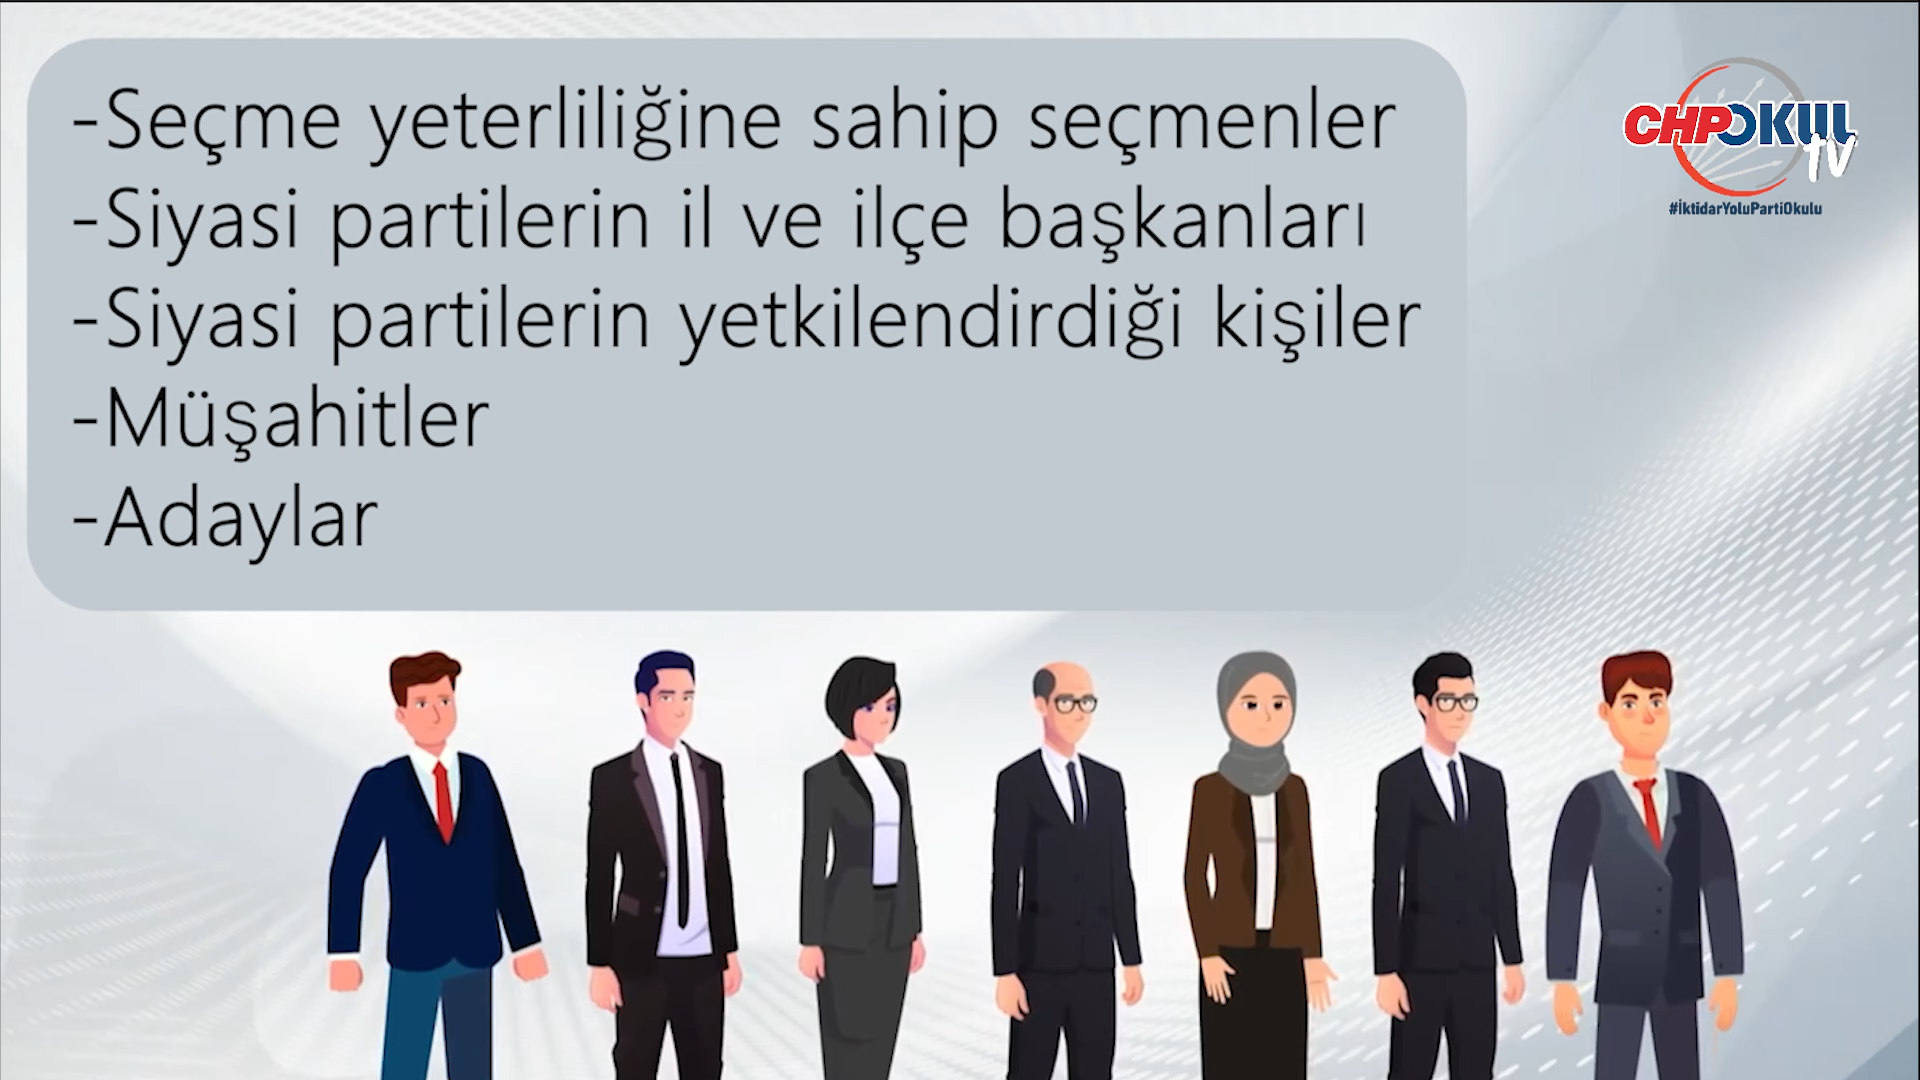 -Seçme yeterliliğine sahip seçmenler
-Siyasi partilerin il ve ilçe başkanları
-Siyasi partilerin yetkilendirdiği kişiler
-Müşahitler
-Adaylar
CHPOKUL
TV
#İktidarYoluPartiOkulu